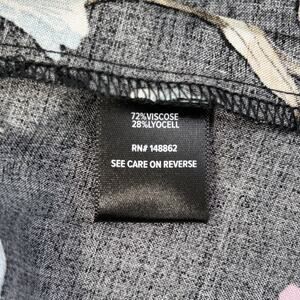 72%VISCOSE
28%LYOCELL
RN# 148862
SEE CARE ON REVERSE